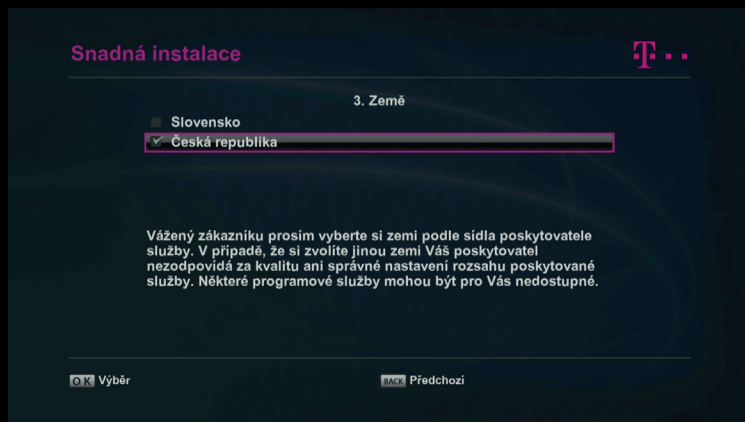 Snadná instalace
T
3. Země
Slovensko
Česká republika
Vážený zákazníku prosím vyberte si zemi podle sídla poskytovatele
služby. V případě, že si zvolíte jinou zemi Váš poskytovatel
nezodpovídá za kvalitu ani správné nastavení rozsahu poskytované
služby. Některé programové služby mohou být pro Vás nedostupné.
OK Výběr
BACK Předchozí